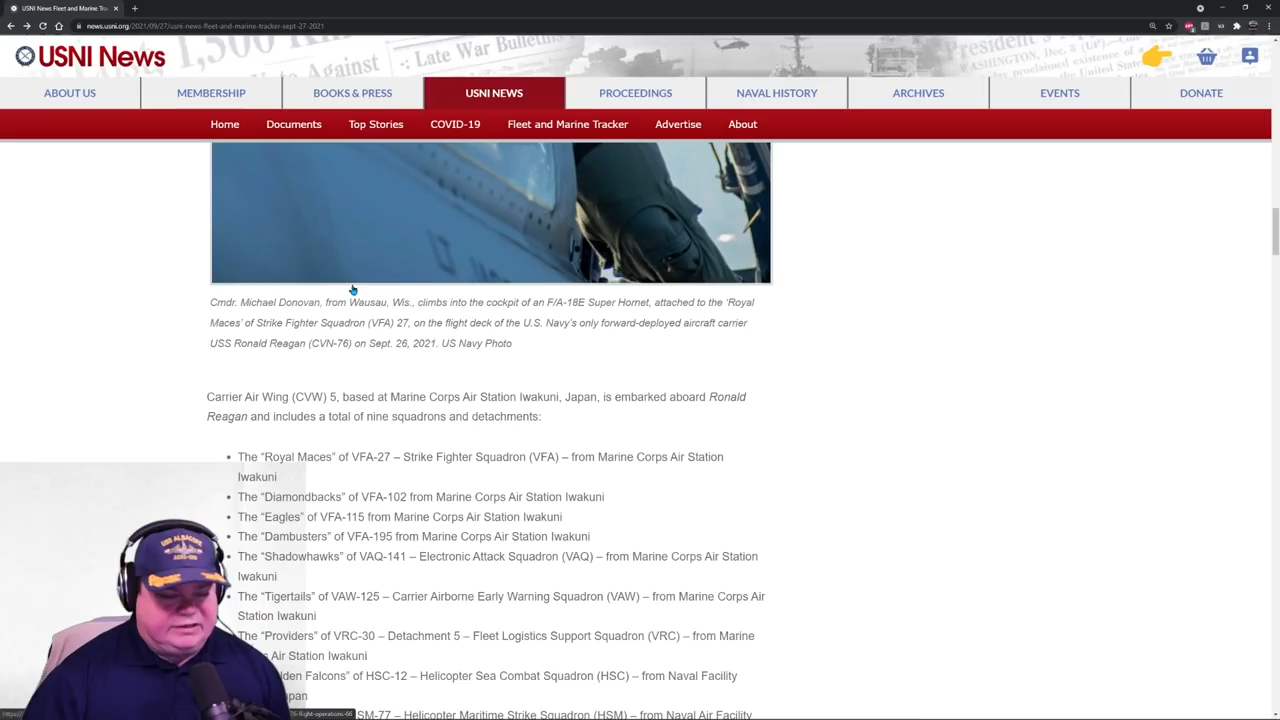 USNI News Fleet and Marine Tr
news.usni.org/2021/09/27/usni-news-fleet-and-marine-tracker-sept-27-2021
USNI News
Late War Bulletins
Against
ABOUT US
MEMBERSHIP
BOOKS & PRESS
USNI NEWS
PROCEEDINGS
NAVAL HISTORY
ARCHIVES
EVENTS
DONATE
Home
Documents
Top Stories
COVID-19
Fleet and Marine Tracker
Advertise
About
Cmdr. Michael Donovan, from Wausau, Wis., climbs into the cockpit of an F/A-18E Super Hornet, attached to the ‘Royal
Maces’ of Strike Fighter Squadron (VFA) 27, on the flight deck of the U.S. Navy’s only forward-deployed aircraft carrier
USS Ronald Reagan (CVN-76) on Sept. 26, 2021. US Navy Photo
Carrier Air Wing (CVW) 5, based at Marine Corps Air Station Iwakuni, Japan, is embarked aboard Ronald
Reagan and includes a total of nine squadrons and detachments:
• The “Royal Maces” of VFA-27 – Strike Fighter Squadron (VFA) – from Marine Corps Air Station
Iwakuni
• The “Diamondbacks” of VFA-102 from Marine Corps Air Station Iwakuni
• The “Eagles” of VFA-115 from Marine Corps Air Station Iwakuni
• The “Dambusters” of VFA-195 from Marine Corps Air Station Iwakuni
• The “Shadowhawks” of VAQ-141 – Electronic Attack Squadron (VAQ) – from Marine Corps Air Station
Iwakuni
• The “Tigertails” of VAW-125 – Carrier Airborne Early Warning Squadron (VAW) – from Marine Corps Air
Station Iwakuni
The “Providers” of VRC-30 – Detachment 5 – Fleet Logistics Support Squadron (VRC) – from Marine
Air Station Iwakuni
Falcons” of HSC-12 – Helicopter Sea Combat Squadron (HSC) – from Naval Facility
SM-77 – Helicopter Maritime Strike Squadron (HSM) – from Naval Air Facility
USS ALBACORE